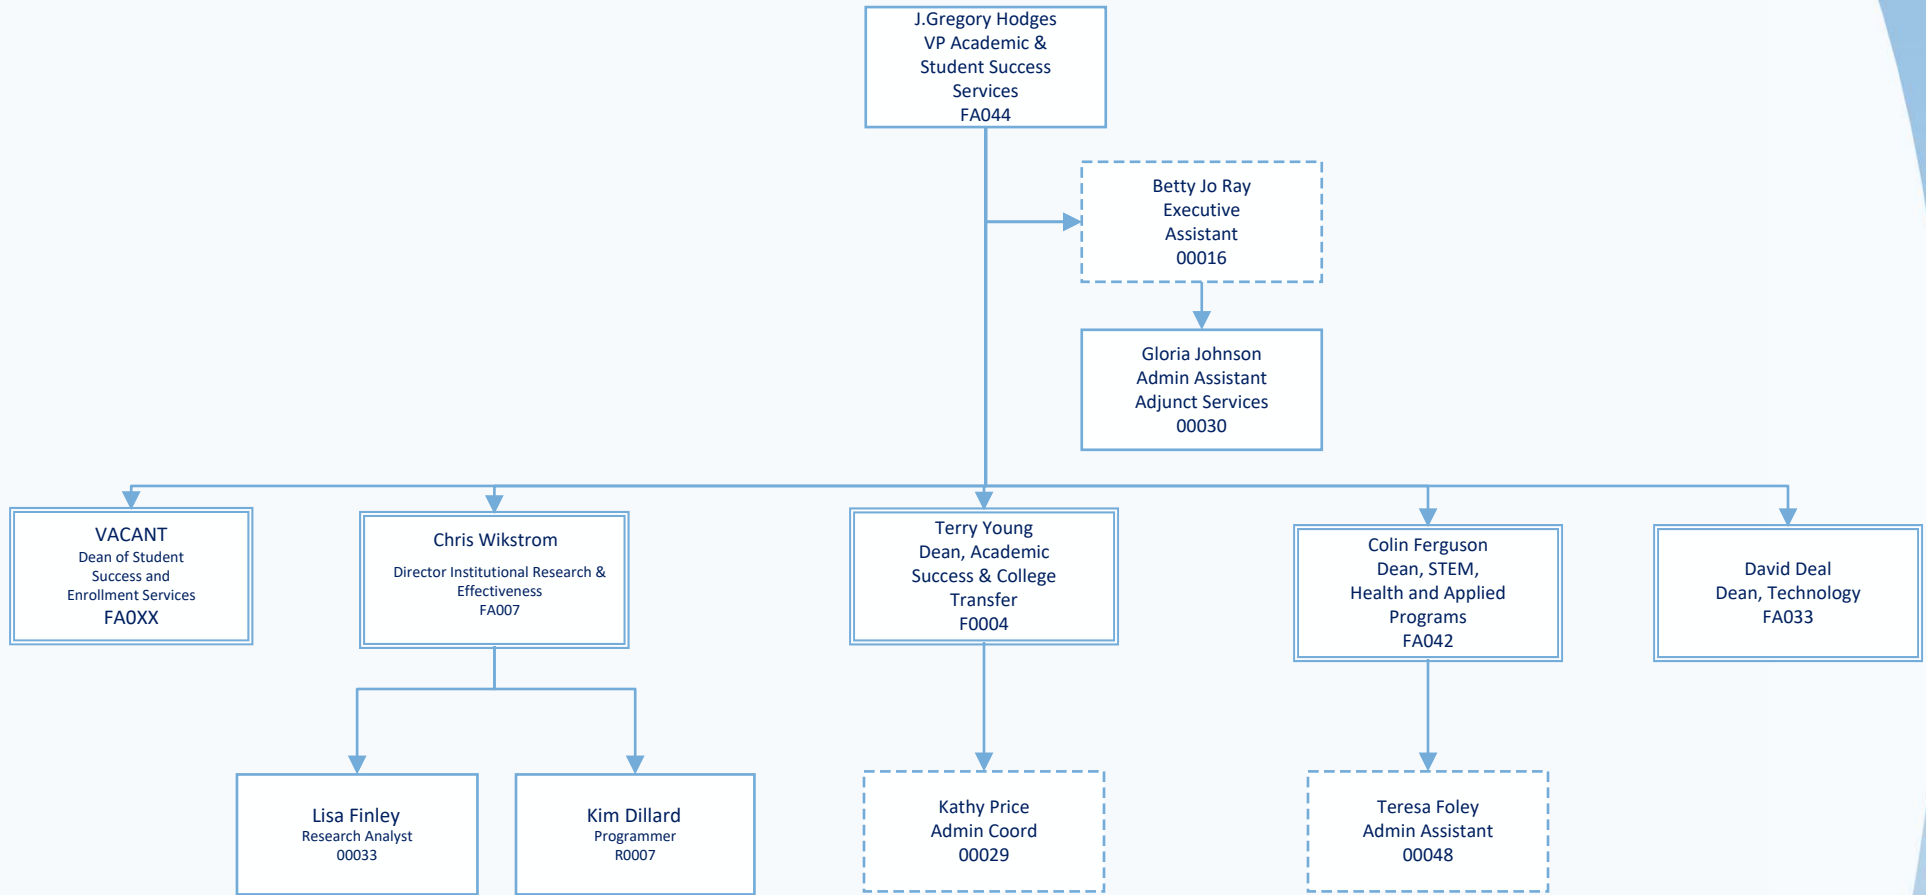 J.Gregory Hodges
VP Academic &
Student Success
Services
FA044
Betty Jo Ray
Executive
Assistant
00016
Gloria Johnson
Admin Assistant
Adjunct Services
00030
VACANT
Dean of Student
Success and
Enrollment Services
FA0XX
Chris Wikstrom
Director Institutional Research &
Effectiveness
FA007
Terry Young
Dean, Academic
Success & College
Transfer
F0004
Colin Ferguson
Dean, STEM,
Health and Applied
Programs
FA042
David Deal
Dean, Technology
FA033
Lisa Finley
Research Analyst
00033
Kim Dillard
Programmer
R0007
Kathy Price
Admin Coord
00029
Teresa Foley
Admin Assistant
00048